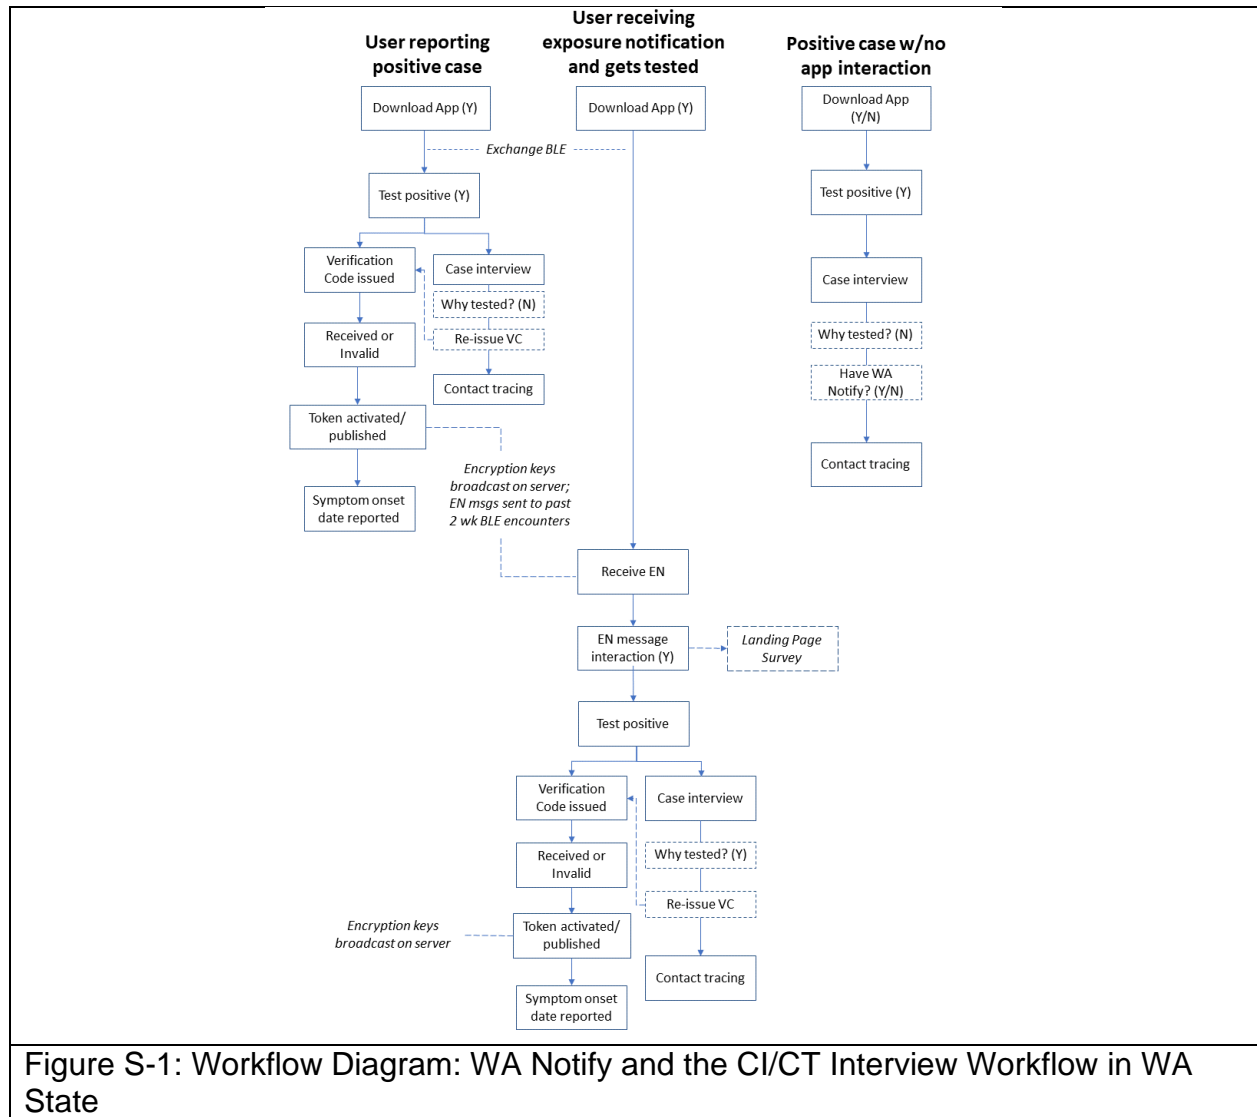 User reporting
positive case
User receiving
exposure notification
and gets tested
Positive case w/no
app interaction
Download App (Y)
Download App (Y)
Download App
(Y/N)
Exchange BLE
Test positive (Y)
Test positive (Y)
Verification
Code issued
Case interview
Why tested? (N)
Re-issue VC
Contact tracing
Received or
Invalid
Token activated/
published
Symptom onset
date reported
Case interview
Why tested? (N)
Have WA
Notify? (Y/N)
Contact tracing
Encryption keys
broadcast on server;
EN msgs sent to past
2 wk BLE encounters
Receive EN
EN message
interaction (Y)
Landing Page
Survey
Test positive
Verification
Code issued
Case interview
Why tested? (Y)
Re-issue VC
Contact tracing
Received or
Invalid
Encryption keys
broadcast on server
Token activated/
published
Symptom onset
date reported
Figure S-1: Workflow Diagram: WA Notify and the CI/CT Interview Workflow in WA
State